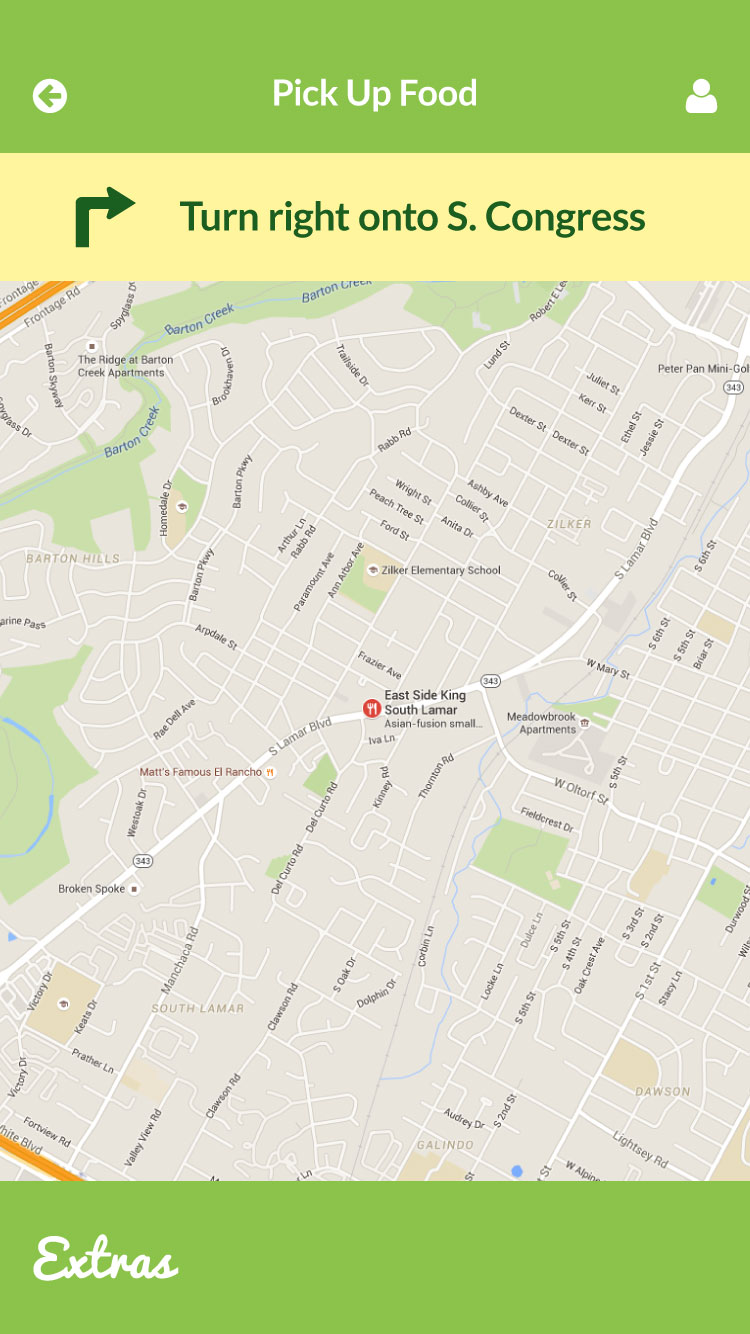 Pick Up Food
Turn right onto S. Congress
Frontage Rd
Spyglass Dr
Barton Creek
Barton Creek
Robert E Lee
The Ridge at Barton
Creek Apartments
Barton Skyway
Brookhaven Dr
Trailside Dr
Lund St
Peter Pan Mini-Gol
343
Juliet St
Kerr St
Spyglass Dr
Barton Creek
Rabb Rd
Dexter St
Dexter St
Ethel St
Jessie St
Barton Pkwy
Homedale Dr
Wright St
Ashby Ave
Peach Tree St
Collier St
Ford St
Anita Dr
ZILKER
Arthur Ln
Rabb Rd
S Lamar Blvd
BARTON HILLS
Barton Pkwy
Paramount Ave
Ann Arbor Ave
Zilker Elementary School
Collier St
S 6th St
arine Pass
Arpdale St
S 6th St
S 5th St
Briar St
Frazier Ave
W Mary St
343
East Side King
South Lamar
Asian-fusion small...
Rae Dell Ave
S Lamar Blvd
Iva Ln
Meadowbrook
Apartments
Matt's Famous El Rancho
Kinney Rd
Thornton Rd
S 5th St
W Oltorf St
Westoak Dr
Del Curto Rd
Fieldcrest Dr
343
Del Curto Rd
Broken Spoke
Durwood S
Dulce Ln
S 3rd St
S 2nd St
S 5th St
S 4th St
Oak Crest Ave
Corbin Ln
Manchaca Rd
Locke Ln
S Oak Dr
Dolphin Dr
S 1st St
Stacy Ln
Victory Dr
Keats Dr
SOUTH LAMAR
Clawson Rd
S 5th St
Prather Ln
Victory Dr
Clawson Rd
DAWSON
Valley View Rd
Fortview Rd
Audrey Dr
S 2nd St
GALINDO
Lightsey Rd
hite Blvd
W Alpine
Extras